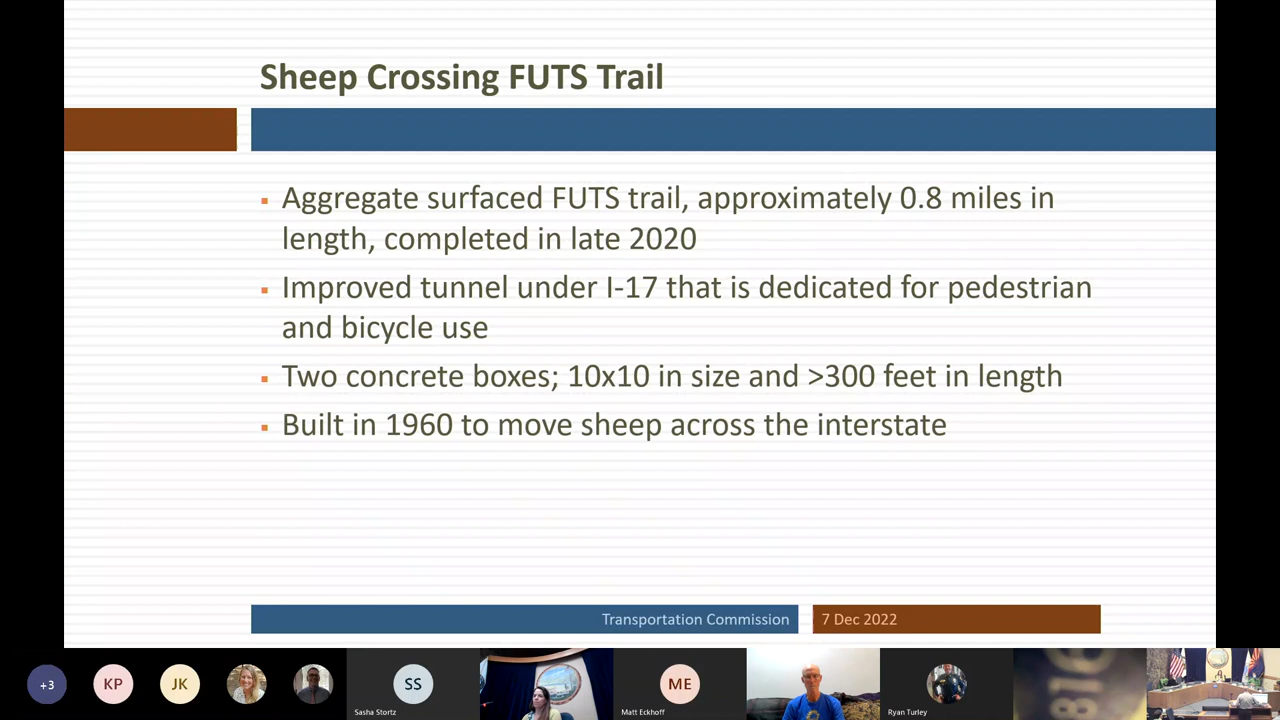 Sheep Crossing FUTS Trail
Aggregate surfaced FUTS trail, approximately 0.8 miles in
length, completed in late 2020
Improved tunnel under I-17 that is dedicated for pedestrian
and bicycle use
Two concrete boxes; 10x10 in size and >300 feet in length
Built in 1960 to move sheep across the interstate
Transportation Commission
7 Dec 2022
+3
KP
JK
SS
Sasha Stortz
ME
Matt Eckhoff
Ryan Turley